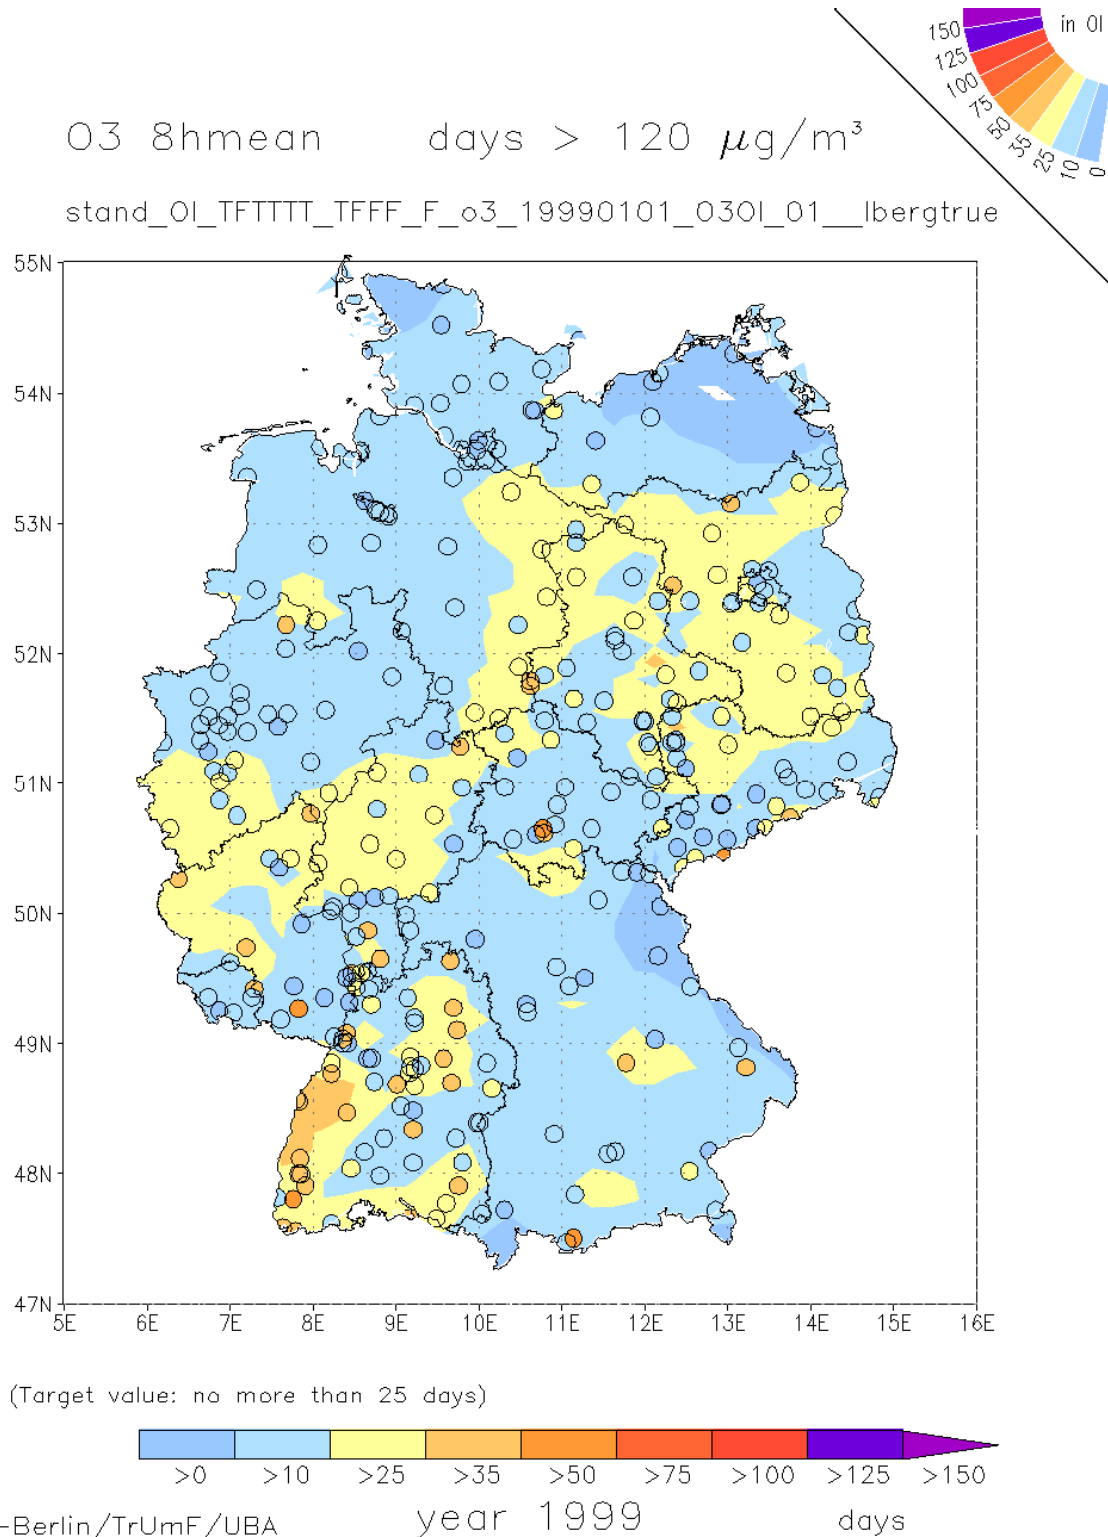 in OI
150
125
100
75
50
35
25
10
0
O3 8hmean days > 120 µg/m³
stand_OI_TFTTTT_TFFF_F_o3_19990101_O3OI_01__lbergtrue
55N
54N
53N
52N
51N
50N
49N
48N
47N
5E 6E 7E 8E 9E 10E 11E 12E 13E 14E 15E 16E
(Target value: no more than 25 days)
>0 >10 >25 >35 >50 >75 >100 >125 >150
-Berlin/TrUmF/UBA year 1999 days